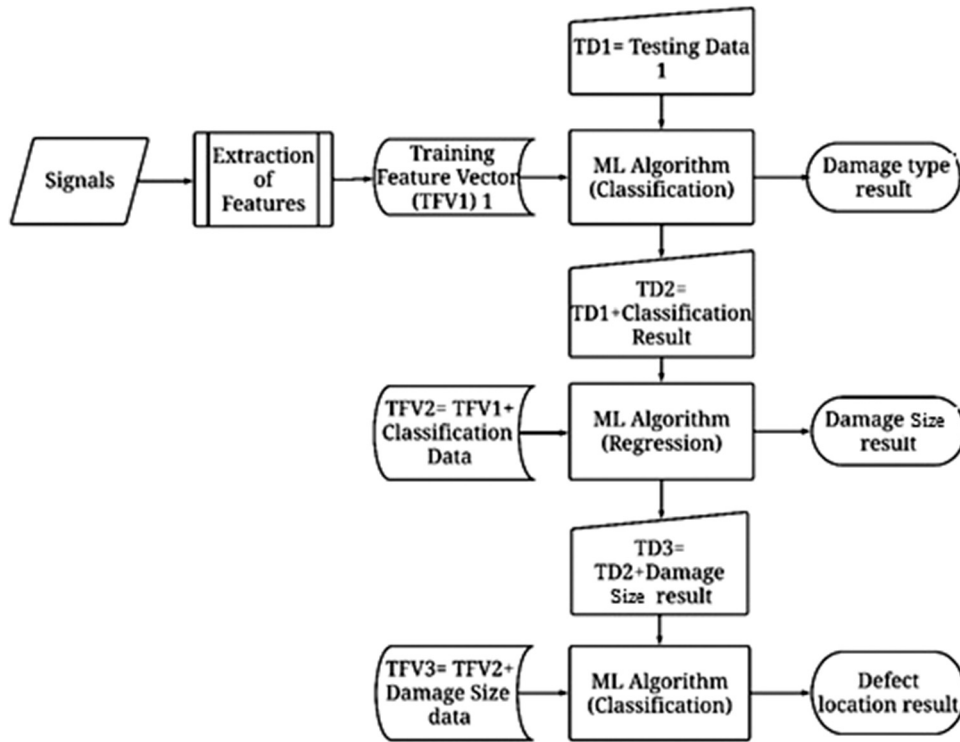 TD1= Testing Data
1
Signals
Extraction
of
Features
Training
Feature Vector
(TFV1) 1
ML Algorithm
(Classification)
Damage type
result
TD2=
TD1+Classification
Result
TFV2= TFV1+
Classification
Data
ML Algorithm
(Regression)
Damage Size
result
TD3=
TD2+Damage
Size result
TFV3= TFV2+
Damage Size
data
ML Algorithm
(Classification)
Defect
location result